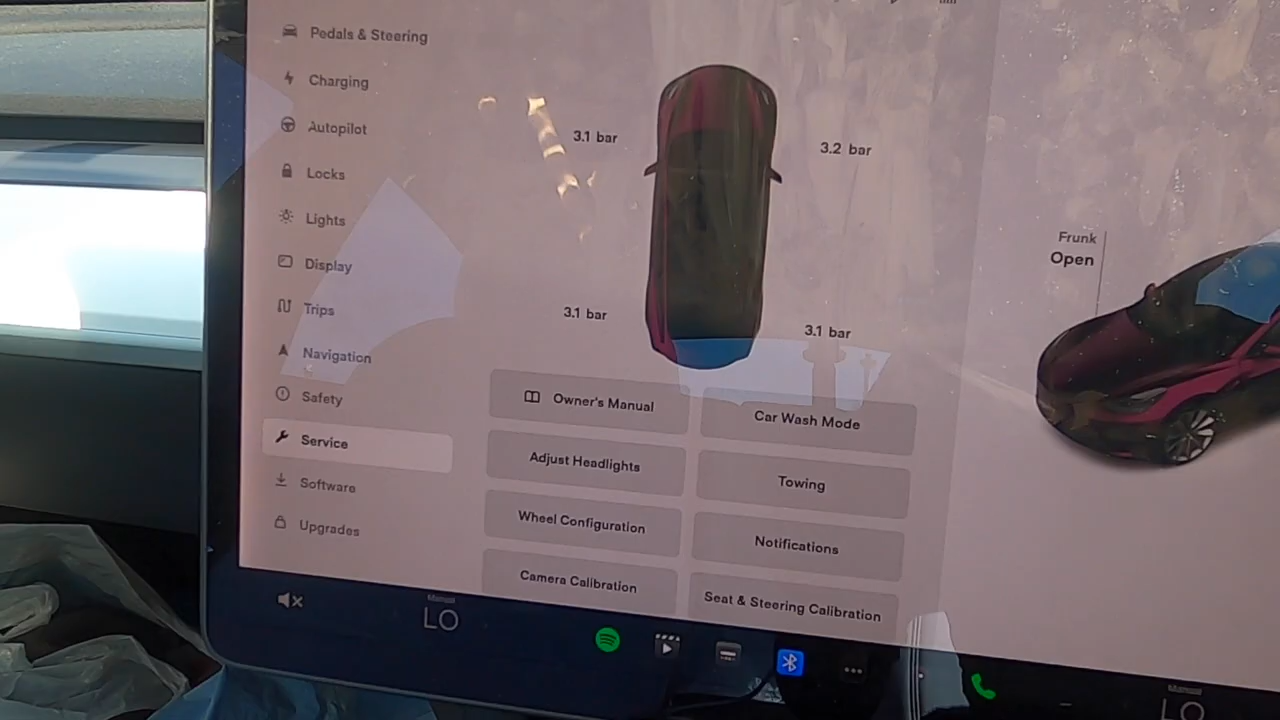 Pedals & Steering
Charging
Autopilot
Locks
Lights
Display
Trips
Navigation
Safety
Service
Software
Upgrades
3.1 bar
3.2 bar
3.1 bar
3.1 bar
Owner's Manual
Car Wash Mode
Adjust Headlights
Towing
Wheel Configuration
Notifications
Camera Calibration
Seat & Steering Calibration
Frunk
Open
Manual
LO
Manual
LO